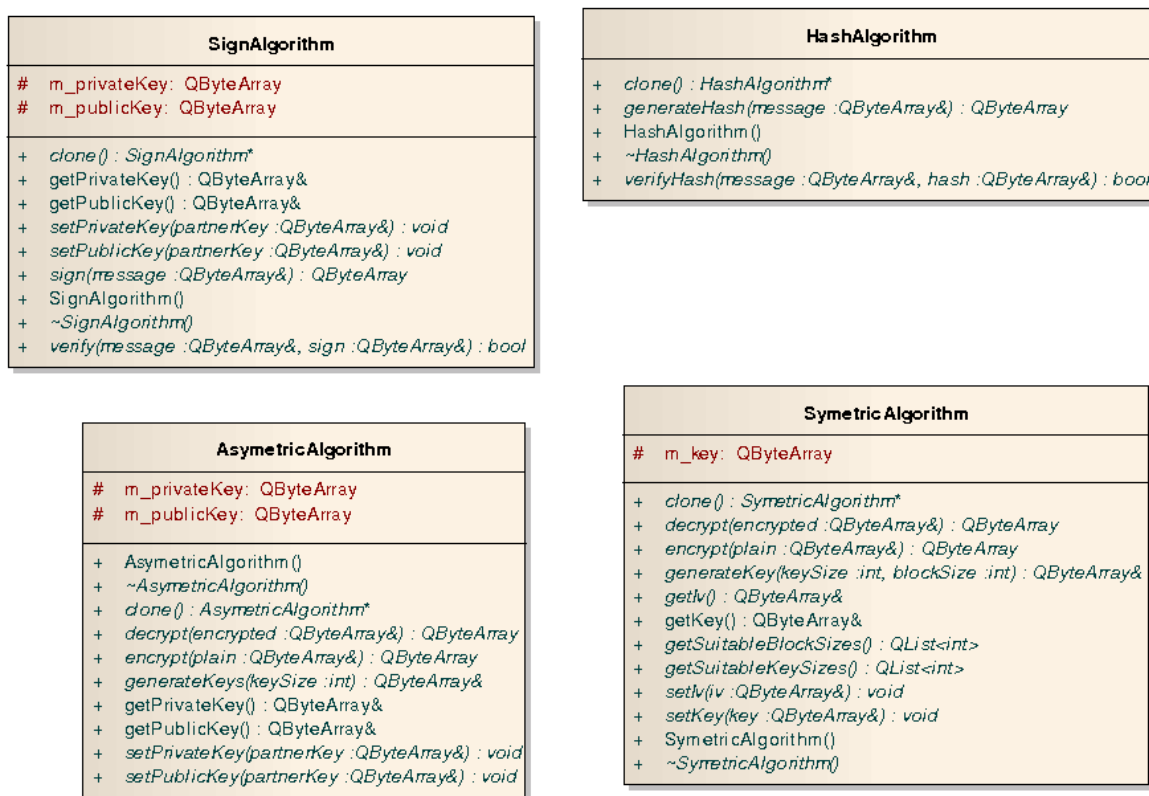 SignAlgorithm
# m_privateKey: QByteArray
# m_publicKey: QByteArray
+ clone() : SignAlgorithm*
+ getPrivateKey() : QByteArray&
+ getPublicKey() : QByteArray&
+ setPrivateKey(partnerKey :QByteArray&) : void
+ setPublicKey(partnerKey :QByteArray&) : void
+ sign(message :QByteArray&) : QByteArray
+ SignAlgorithm()
+ ~SignAlgorithm()
+ verify(message :QByteArray&, sign :QByteArray&) : bool
HashAlgorithm
+ clone() : HashAlgorithm*
+ generateHash(message :QByteArray&) : QByteArray
+ HashAlgorithm()
+ ~HashAlgorithm()
+ verifyHash(message :QByteArray&, hash :QByteArray&) : bool
AsymetricAlgorithm
# m_privateKey: QByteArray
# m_publicKey: QByteArray
+ AsymetricAlgorithm()
+ ~AsymetricAlgorithm()
+ clone() : AsymetricAlgorithm*
+ decrypt(encrypted :QByteArray&) : QByteArray
+ encrypt(plain :QByteArray&) : QByteArray
+ generateKeys(keySize :int) : QByteArray&
+ getPrivateKey() : QByteArray&
+ getPublicKey() : QByteArray&
+ setPrivateKey(partnerKey :QByteArray&) : void
+ setPublicKey(partnerKey :QByteArray&) : void
SymetricAlgorithm
# m_key: QByteArray
+ clone() : SymetricAlgorithm*
+ decrypt(encrypted :QByteArray&) : QByteArray
+ encrypt(plain :QByteArray&) : QByteArray
+ generateKey(keySize :int, blockSize :int) : QByteArray&
+ getIv() : QByteArray&
+ getKey() : QByteArray&
+ getSuitableBlockSizes() : QList<int>
+ getSuitableKeySizes() : QList<int>
+ setIv(iv :QByteArray&) : void
+ setKey(key :QByteArray&) : void
+ SymetricAlgorithm()
+ ~SymetricAlgorithm()